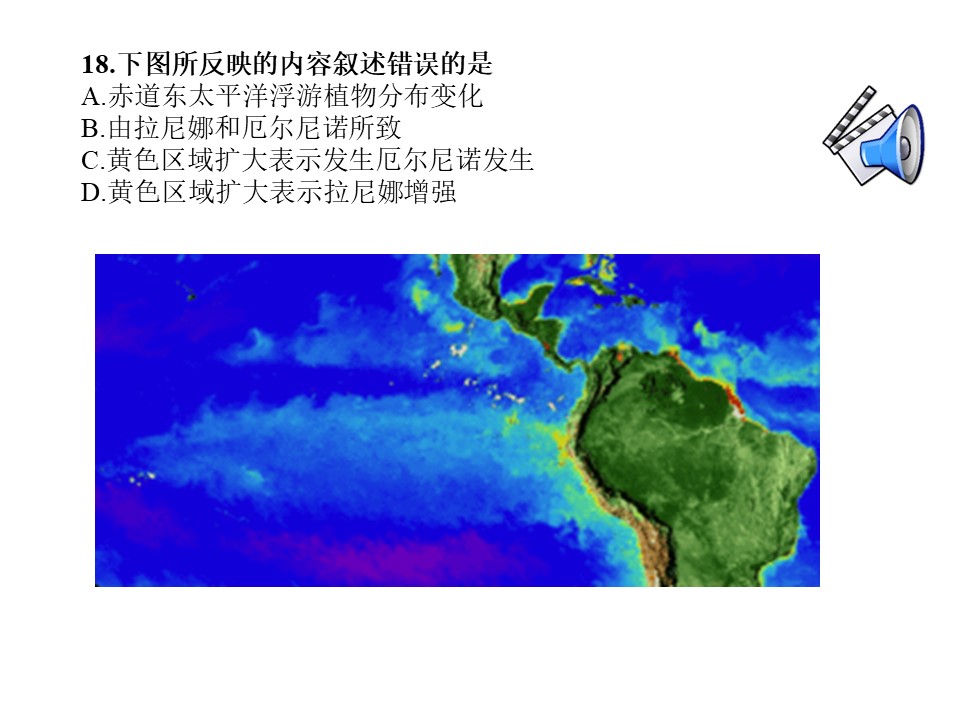 18.下图所反映的内容叙述错误的是
A.赤道东太平洋浮游植物分布变化
B.由拉尼娜和厄尔尼诺所致
C.黄色区域扩大表示发生厄尔尼诺发生
D.黄色区域扩大表示拉尼娜增强